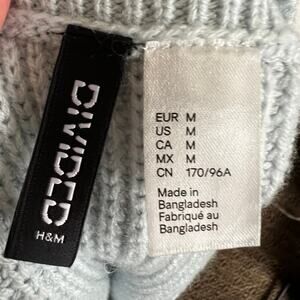 DIVIDED
H&M
EUR M
US M
CA M
MX M
CN 170/96A
Made in
Bangladesh
Fabriqué au
Bangladesh